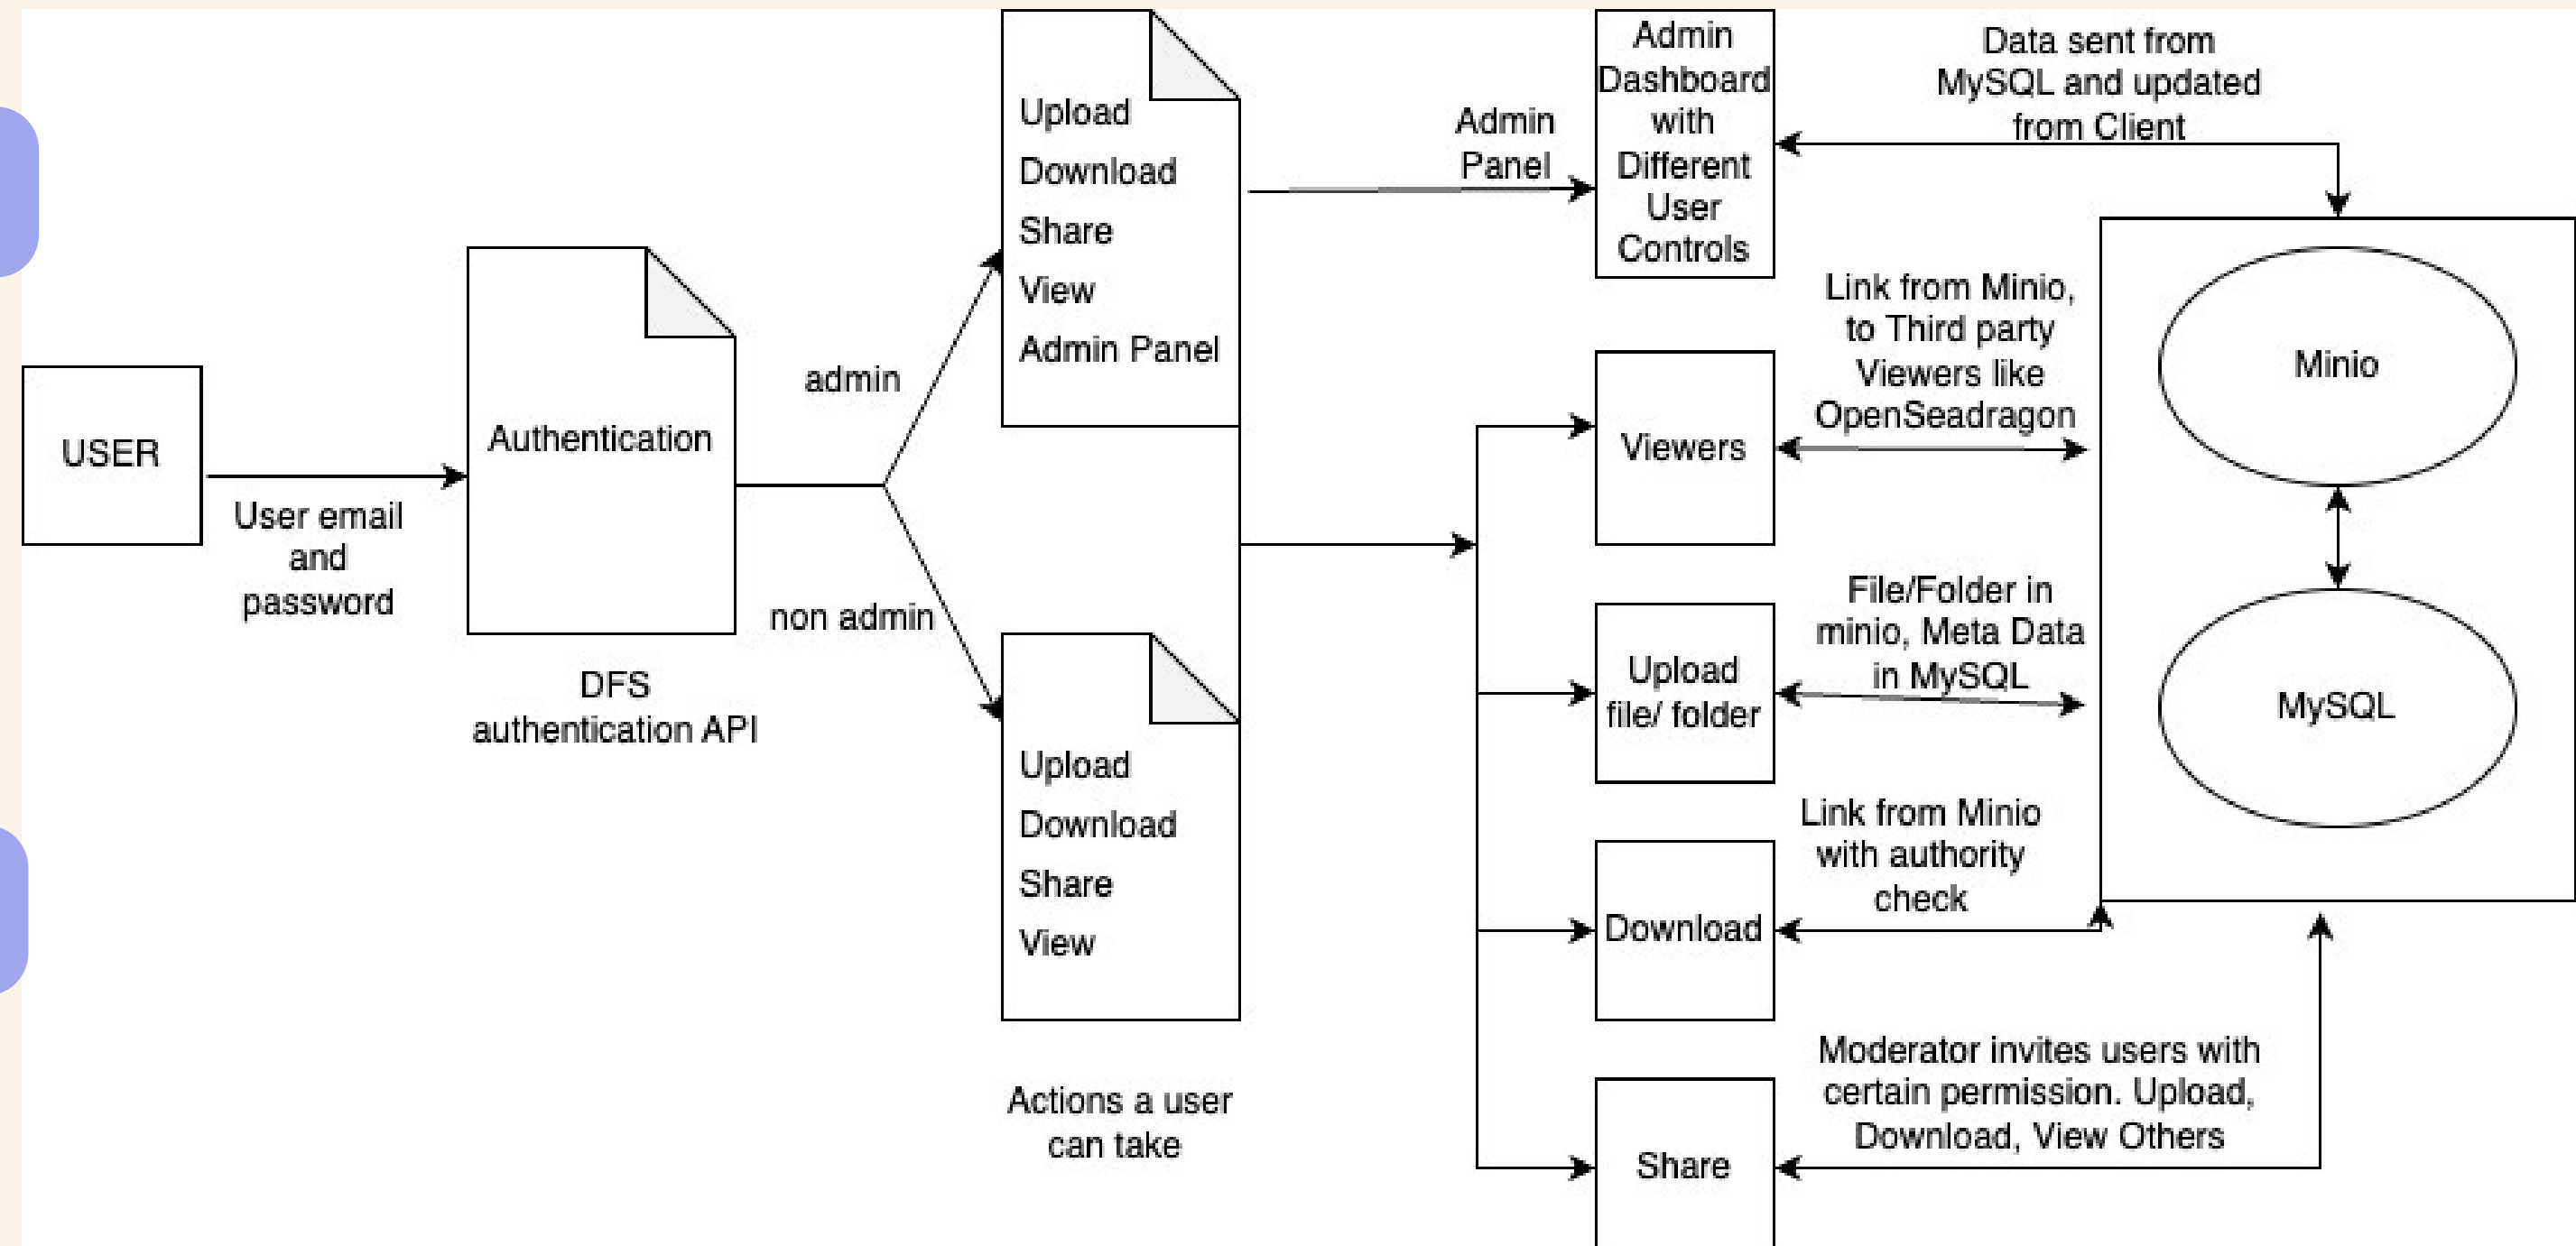 USER
User email
and
password
Authentication
DFS
authentication API
admin
non admin
Upload
Download
Share
View
Admin Panel
Upload
Download
Share
View
Actions a user
can take
Admin
Panel
Admin
Dashboard
with
Different
User
Controls
Data sent from
MySQL and updated
from Client
Viewers
Link from Minio,
to Third party
Viewers like
OpenSeadragon
Upload
file/ folder
File/Folder in
minio, Meta Data
in MySQL
Download
Link from Minio
with authority
check
Share
Moderator invites users with
certain permission. Upload,
Download, View Others
Minio
MySQL